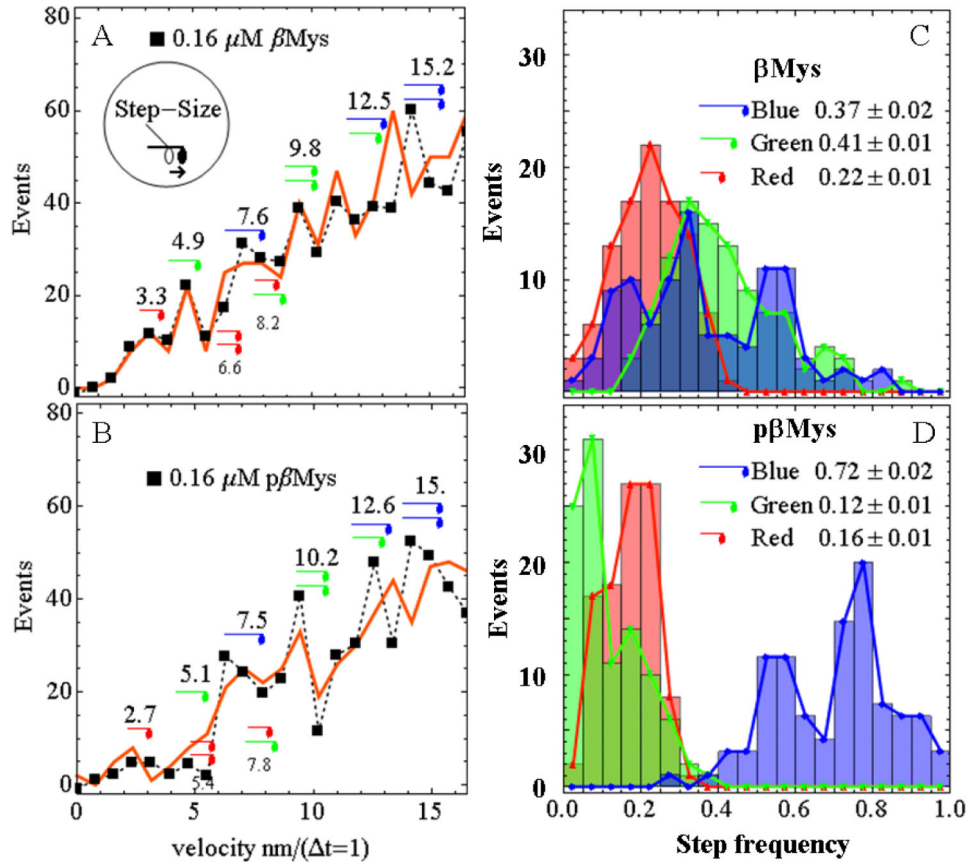 A
■ 0.16 μM βMys
Step-Size
80
60
40
20
0
Events
3.3
4.9
7.6
9.8
12.5
15.2
6.6
8.2
B
■ 0.16 μM pβMys
80
60
40
20
0
Events
2.7
5.1
7.5
10.2
12.6
15.
5.4
7.8
0 5 10 15
velocity nm/(Δt=1)
C
βMys
Blue 0.37 ± 0.02
Green 0.41 ± 0.01
Red 0.22 ± 0.01
30
20
10
0
Events
D
pβMys
Blue 0.72 ± 0.02
Green 0.12 ± 0.01
Red 0.16 ± 0.01
30
20
10
0
Events
0.0 0.2 0.4 0.6 0.8 1.0
Step frequency